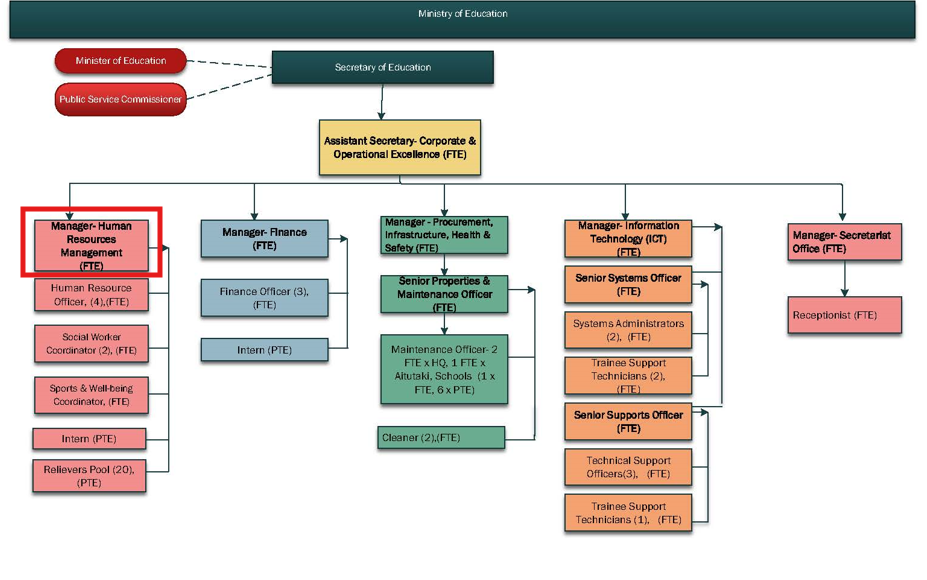 Ministry of Education
Minister of Education
Secretary of Education
Public Service Commissioner
Assistant Secretary- Corporate &
Operational Excellence (FTE)
Manager- Human
Resources
Management
(FTE)
Human Resource
Officer, (4),(FTE)
Social Worker
Coordinator (2), (FTE)
Sports & Well-being
Coordinator, (FTE)
Intern (PTE)
Relievers Pool (20),
(PTE)
Manager- Finance
(FTE)
Finance Officer (3),
(FTE)
Intern (PTE)
Manager - Procurement,
Infrastructure, Health &
Safety (FTE)
Senior Properties &
Maintenance Officer
(FTE)
Maintenance Officer- 2
FTE x HQ, 1 FTE x
Aitutaki, Schools (1 x
FTE, 6 x PTE)
Cleaner (2),(FTE)
Manager- Information
Technology (ICT)
(FTE)
Senior Systems Officer
(FTE)
Systems Administrators
(2), (FTE)
Trainee Support
Technicians (2),
(FTE)
Senior Supports Officer
(FTE)
Technical Support
Officers(3), (FTE)
Trainee Support
Technicians (1), (FTE)
Manager- Secretariat
Office (FTE)
Receptionist (FTE)